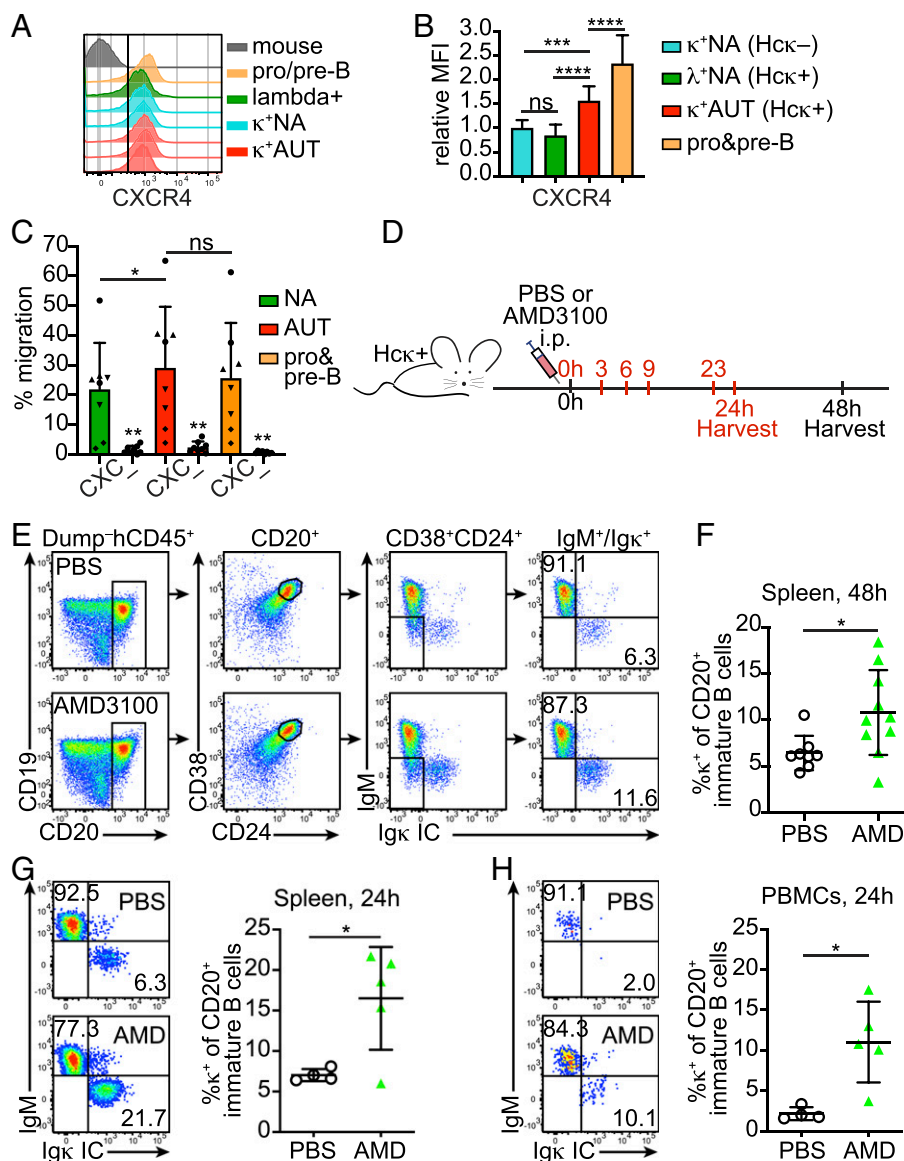 A
mouse
pro/pre-B
lambda+
κ⁺NA
κ⁺AUT
0 10³ 10⁴ 10⁵
CXCR4
B
relative MFI
3.0
2.5
2.0
1.5
1.0
0.5
0.0
****
***
****
ns
CXCR4
κ⁺NA (Hcκ–)
λ⁺NA (Hcκ+)
κ⁺AUT (Hcκ+)
pro&pre-B
C
% migration
70
60
50
40
30
20
10
0
ns
*
** ** **
CXC – CXC – CXC –
NA
AUT
pro&
pre-B
D
PBS or
AMD3100
i.p.
Hcκ+
0h 3 6 9 23
0h 24h 48h
Harvest Harvest
E
Dump⁻hCD45⁺ CD20⁺ CD38⁺CD24⁺ IgM⁺/Igκ⁺
PBS
91.1
6.3
AMD3100
87.3
11.6
CD19
CD20
CD38
CD24
IgM
Igκ IC
F
Spleen, 48h
*
%κ⁺ of CD20⁺
immature B cells
20
15
10
5
0
PBS AMD
G
92.5
PBS
6.3
77.3
AMD
21.7
IgM
Igκ IC
Spleen, 24h
*
%κ⁺ of CD20⁺
immature B cells
25
20
15
10
5
0
PBS AMD
H
91.1
PBS
2.0
84.3
AMD
10.1
IgM
Igκ IC
PBMCs, 24h
*
%κ⁺ of CD20⁺
immature B cells
25
20
15
10
5
0
PBS AMD